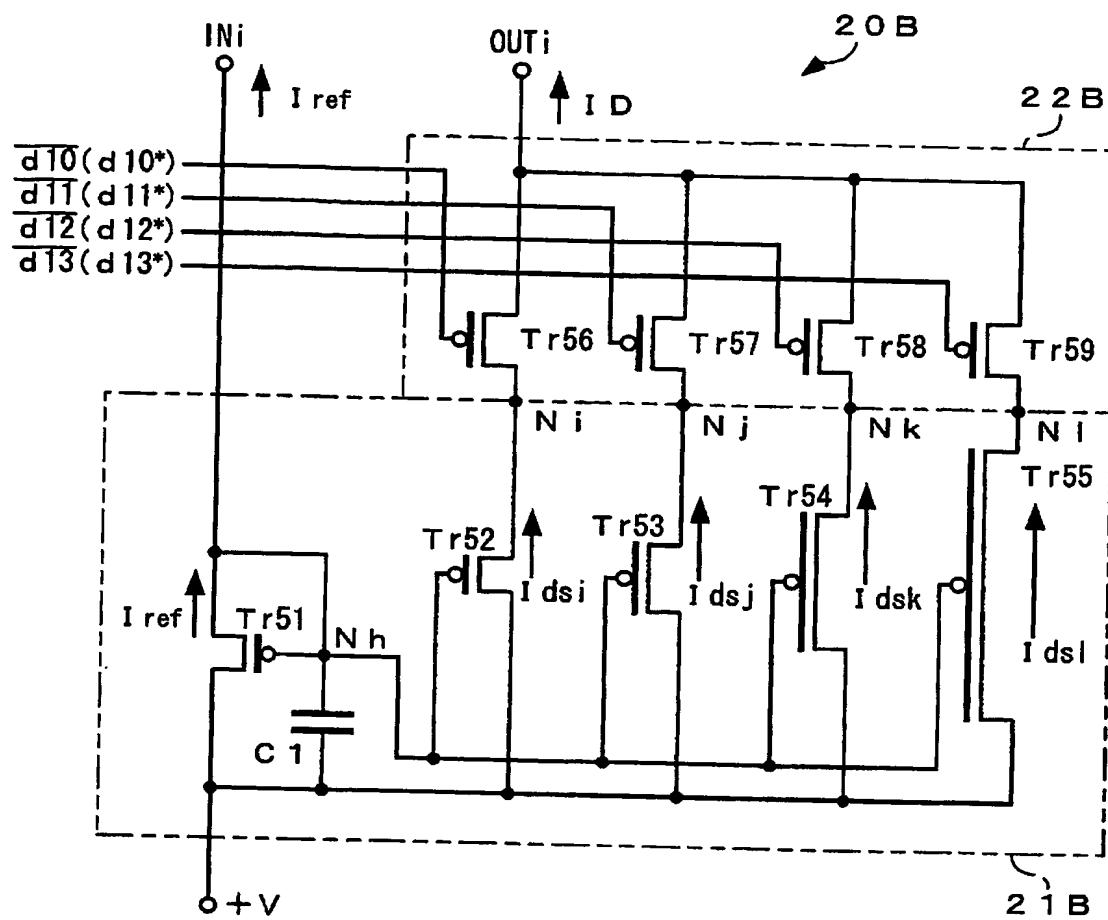 20B
INi
OUTi
Iref
ID
22B
d10(d10*)
d11(d11*)
d12(d12*)
d13(d13*)
Tr56
Tr57
Tr58
Tr59
Ni
Nj
Nk
Nl
Tr52
Tr53
Tr54
Tr55
Idsi
Idsj
Idsk
Idsl
Iref
Tr51
Nh
C1
+V
21B